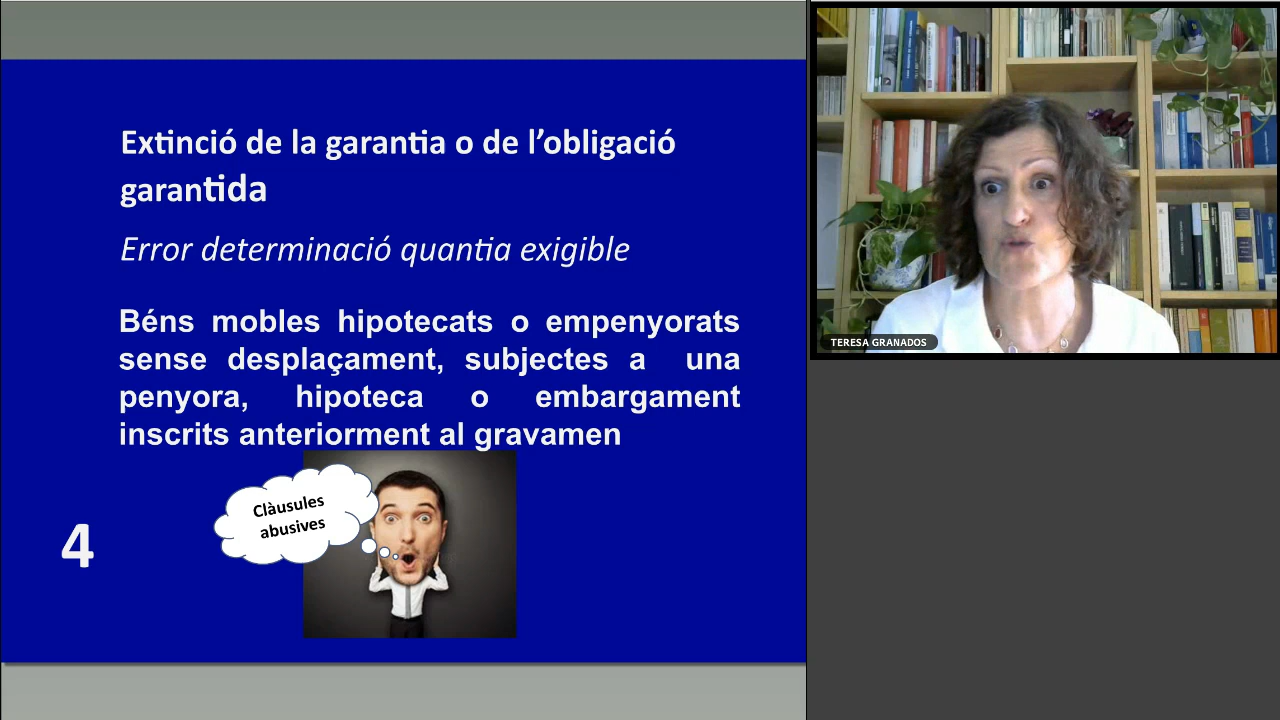 Extinció de la garantia o de l’obligació
garantida
Error determinació quantia exigible
Béns mobles hipotecats o empenyorats
sense desplaçament, subjectes a una
penyora, hipoteca o embargament
inscrits anteriorment al gravamen
Clàusules
abusives
4
TERESA GRANADOS